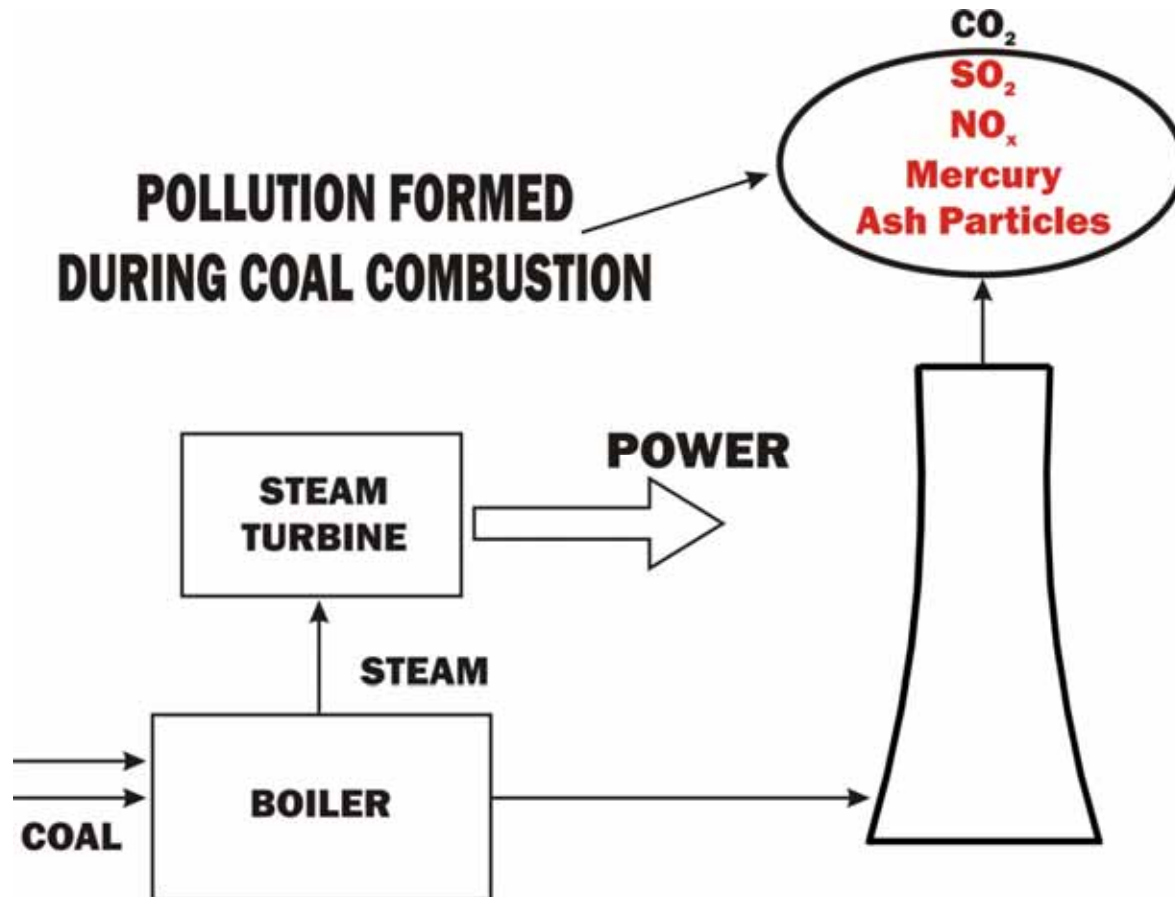 CO₂
SO₂
NOₓ
Mercury
Ash Particles
POLLUTION FORMED
DURING COAL COMBUSTION
POWER
STEAM
TURBINE
STEAM
BOILER
COAL